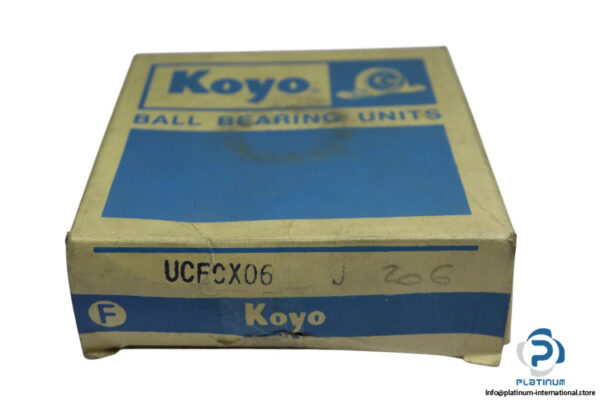 Koyo
BALL BEARING UNITS
UCFCX06 J 206
F Koyo
PLATINUM
Info@platinum-international.store